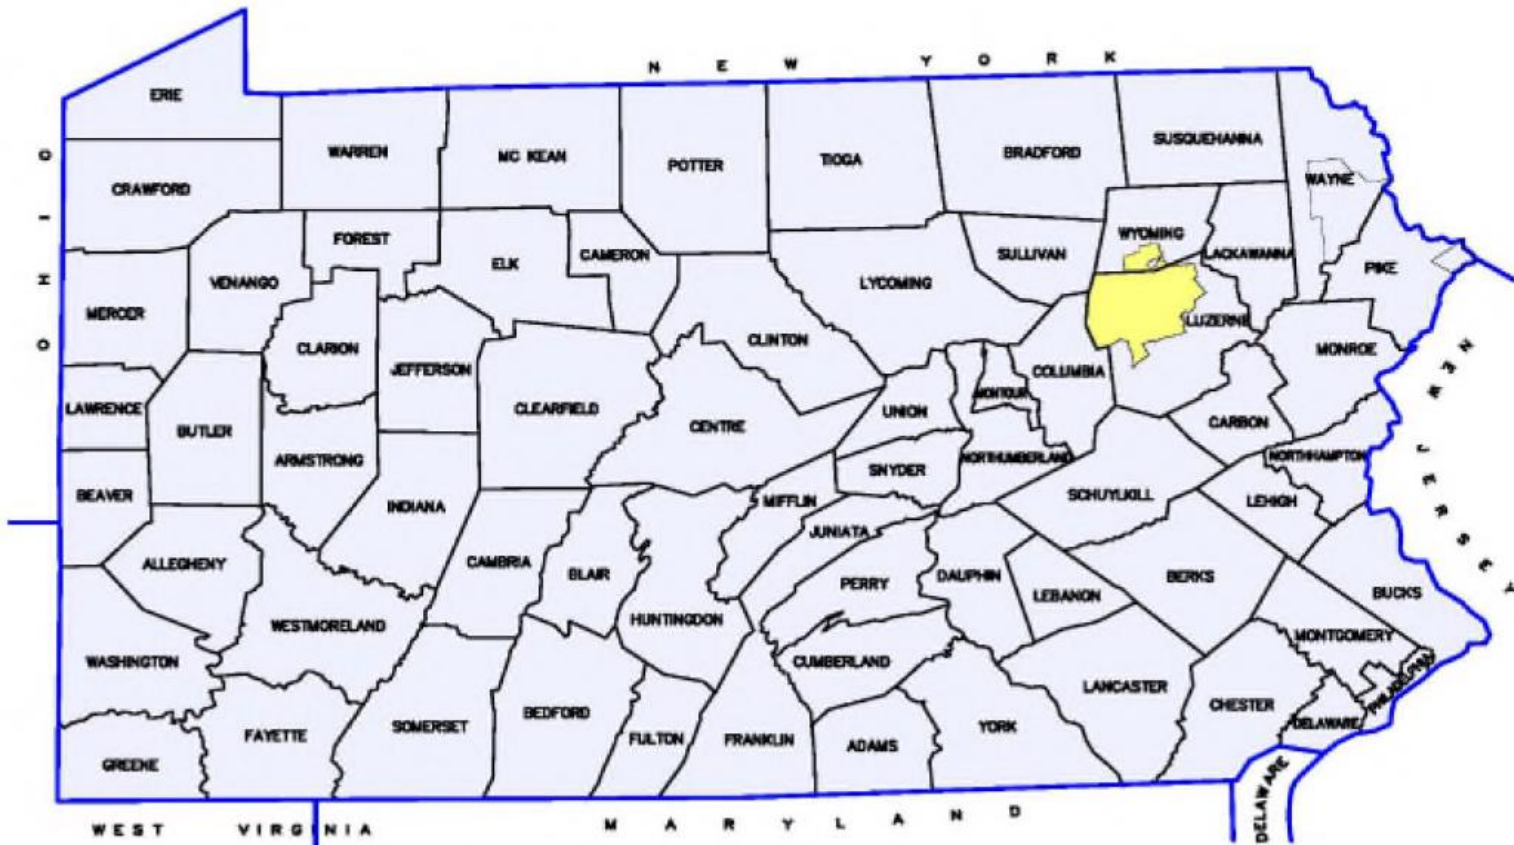 N E W Y O R K
ERIE
WARREN
MC KEAN
POTTER
TIOGA
BRADFORD
SUSQUEHANNA
WAYNE
CRAWFORD
FOREST
ELK
CAMERON
SULLIVAN
WYOMING
LACKAWANNA
PIKE
VENANGO
LYCOMING
MERCER
O H I O
CLARION
JEFFERSON
CLINTON
LUZERNE
MONROE
COLUMBIA
MONTOUR
LAWRENCE
BUTLER
CLEARFIELD
CENTRE
UNION
CARBON
N E W J E R S E Y
ARMSTRONG
SNYDER
NORTHUMBERLAND
NORTHHAMPTON
BEAVER
INDIANA
MIFFLIN
SCHUYLKILL
LEHIGH
JUNIATA
ALLEGHENY
CAMBRIA
BLAIR
PERRY
DAUPHIN
LEBANON
BERKS
BUCKS
WESTMORELAND
HUNTINGDON
MONTGOMERY
WASHINGTON
CUMBERLAND
LANCASTER
PHILADELPHIA
CHESTER
DELAWARE
FAYETTE
SOMERSET
BEDFORD
FULTON
FRANKLIN
ADAMS
YORK
GREENE
DELAWARE
WEST VIRGINIA
M A R Y L A N D